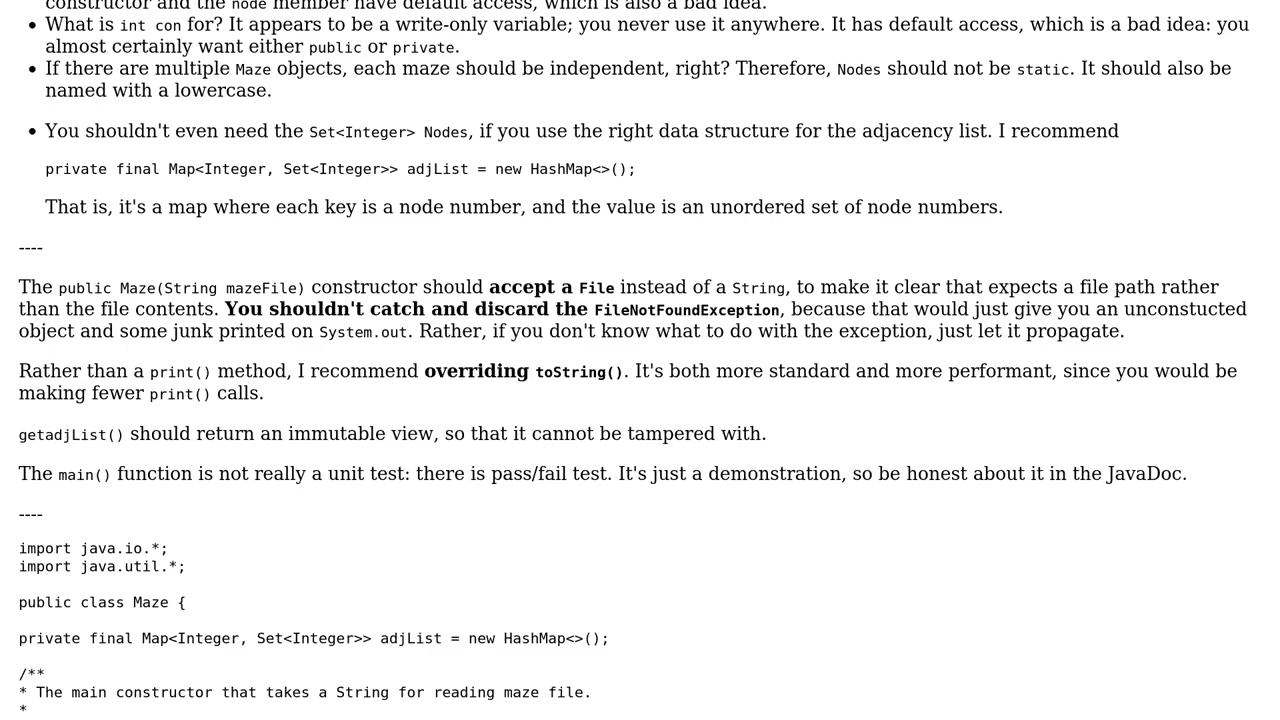 constructor and the node member have default access, which is also a bad idea.
What is int con for? It appears to be a write-only variable; you never use it anywhere. It has default access, which is a bad idea: you
almost certainly want either public or private.
If there are multiple Maze objects, each maze should be independent, right? Therefore, Nodes should not be static. It should also be
named with a lowercase.
You shouldn't even need the Set<Integer> Nodes, if you use the right data structure for the adjacency list. I recommend
private final Map<Integer, Set<Integer>> adjList = new HashMap<>();
That is, it's a map where each key is a node number, and the value is an unordered set of node numbers.
----
The public Maze(String mazeFile) constructor should accept a File instead of a String, to make it clear that expects a file path rather
than the file contents. You shouldn't catch and discard the FileNotFoundException, because that would just give you an unconstucted
object and some junk printed on System.out. Rather, if you don't know what to do with the exception, just let it propagate.
Rather than a print() method, I recommend overriding toString(). It's both more standard and more performant, since you would be
making fewer print() calls.
getadjList() should return an immutable view, so that it cannot be tampered with.
The main() function is not really a unit test: there is pass/fail test. It's just a demonstration, so be honest about it in the JavaDoc.
----
import java.io.*;
import java.util.*;
public class Maze {
private final Map<Integer, Set<Integer>> adjList = new HashMap<>();
/**
* The main constructor that takes a String for reading maze file.
*